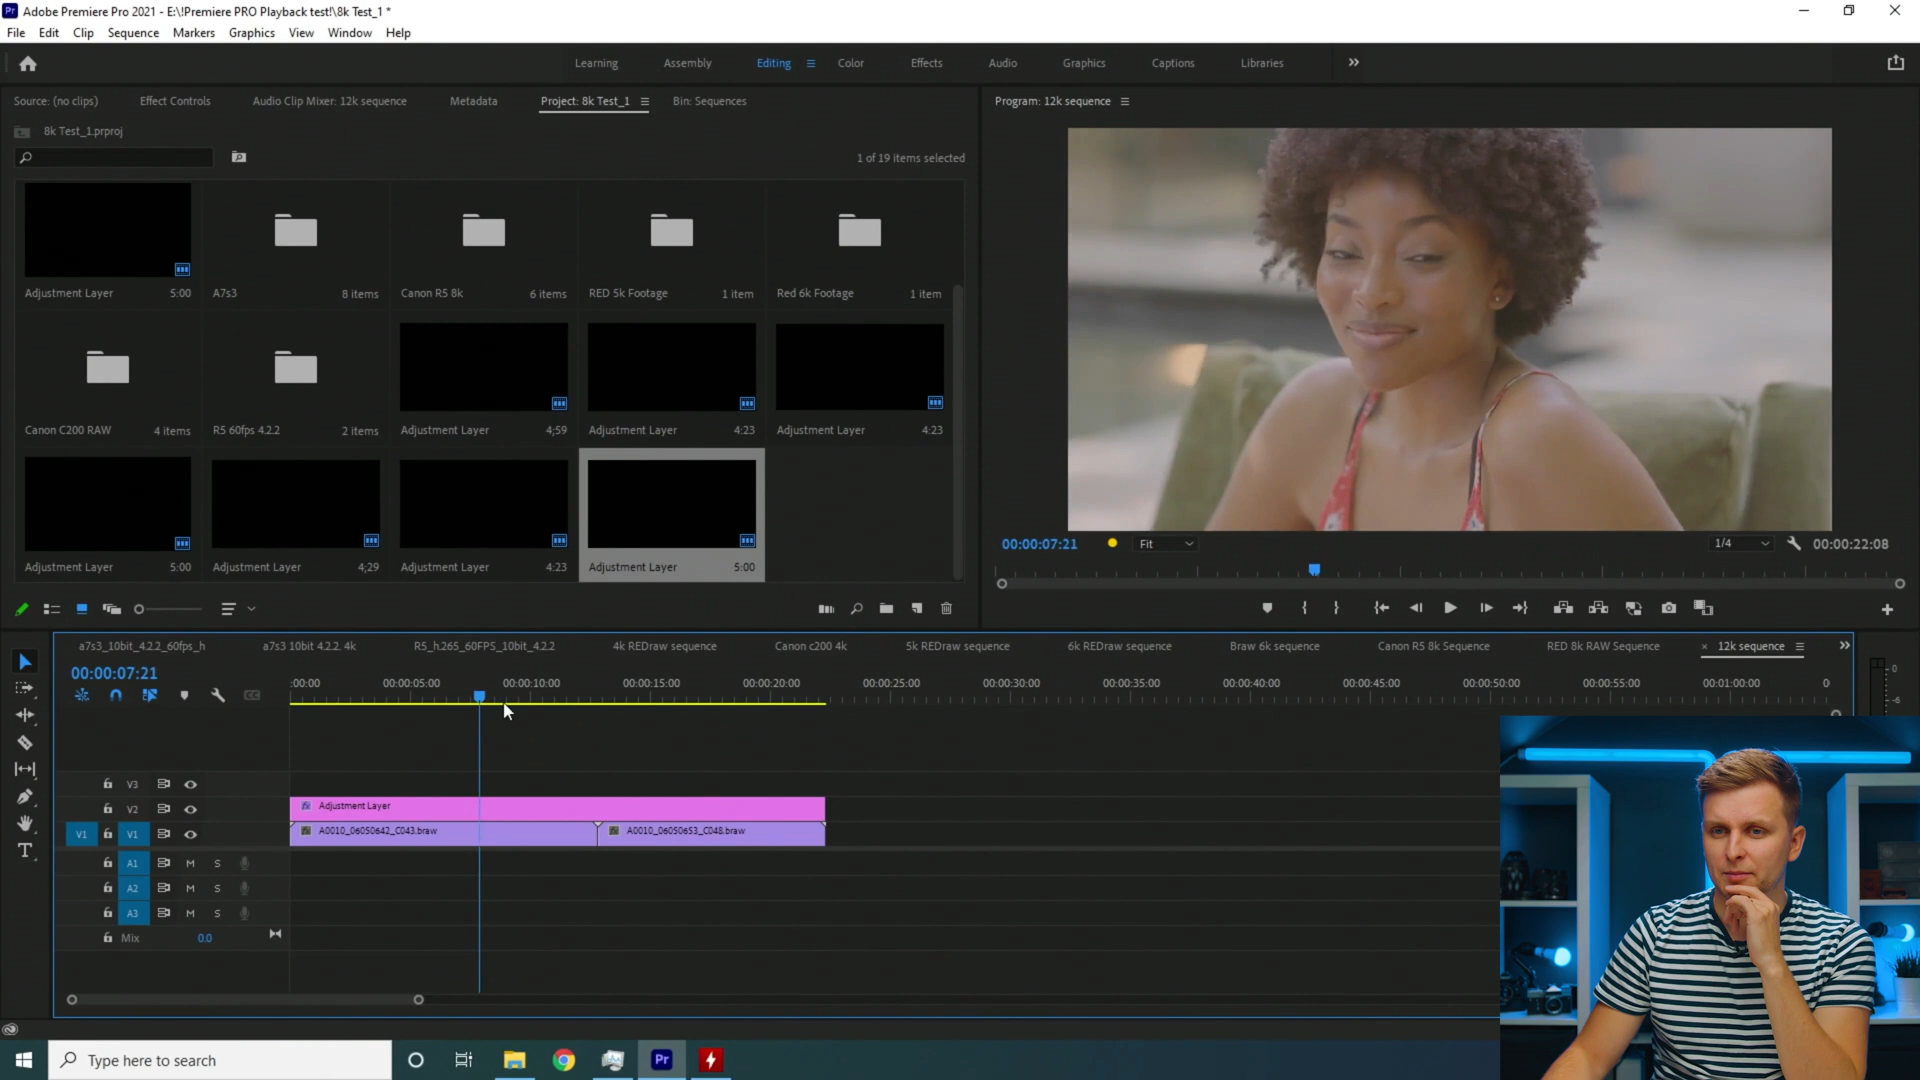 Pr Adobe Premiere Pro 2021 - E:\!Premiere PRO Playback test!\8k Test_1 *
File Edit Clip Sequence Markers Graphics View Window Help
Learning Assembly Editing Color Effects Audio Graphics Captions Libraries
Source: (no clips) Effect Controls Audio Clip Mixer: 12k sequence Metadata Project: 8k Test_1 Bin: Sequences
Program: 12k sequence
8k Test_1.prproj
1 of 19 items selected
Adjustment Layer 5:00 A7s3 8 items Canon R5 8k 6 items RED 5k Footage 1 item Red 6k Footage 1 item
Canon C200 RAW 4 items R5 60fps 4.2.2 2 items Adjustment Layer 4;59 Adjustment Layer 4:23 Adjustment Layer 4:23
Adjustment Layer 5:00 Adjustment Layer 4;29 Adjustment Layer 4:23 Adjustment Layer 5:00
00:00:07:21 Fit 1/4 00:00:22:08
a7s3_10bit_4.2.2_60fps_h a7s3 10bit 4.2.2. 4k R5_h.265_60FPS_10bit_4.2.2 4k REDraw sequence Canon c200 4k 5k REDraw sequence 6k REDraw sequence Braw 6k sequence Canon R5 8k Sequence RED 8k RAW Sequence × 12k sequence
00:00:07:21
:00:00 00:00:05:00 00:00:10:00 00:00:15:00 00:00:20:00 00:00:25:00 00:00:30:00 00:00:35:00 00:00:40:00 00:00:45:00 00:00:50:00 00:00:55:00 00:01:00:00 0
0
-6
V3
V2 fx Adjustment Layer
V1 V1 A0010_06050642_C043.braw A0010_06050653_C048.braw
A1 M S
A2 M S
A3 M S
Mix 0.0
Type here to search Pr